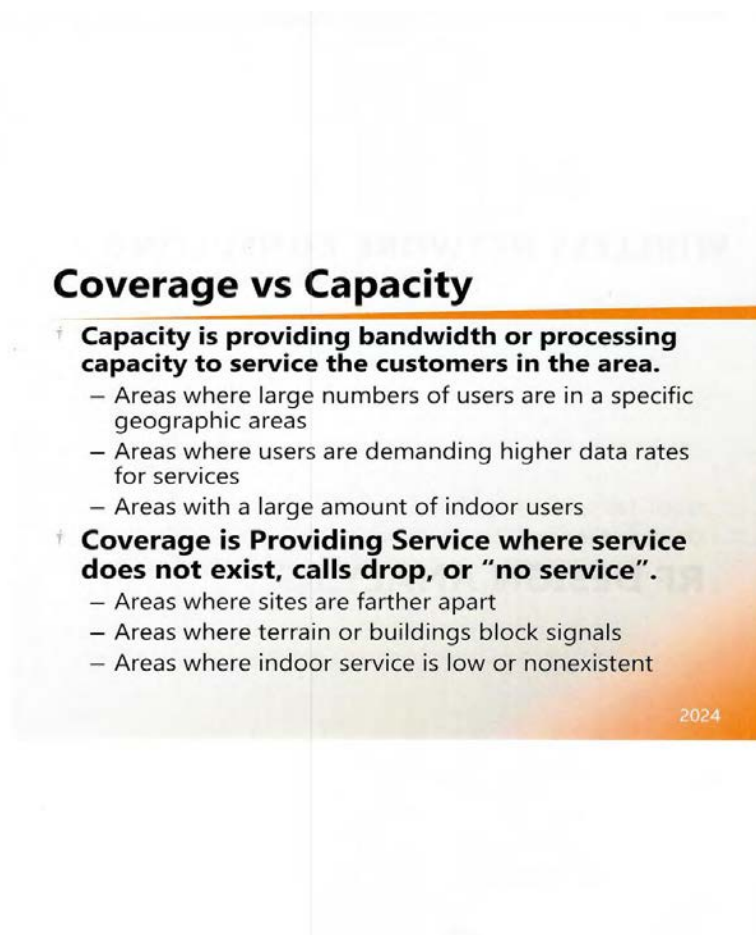 Coverage vs Capacity
† Capacity is providing bandwidth or processing
capacity to service the customers in the area.
– Areas where large numbers of users are in a specific
geographic areas
– Areas where users are demanding higher data rates
for services
– Areas with a large amount of indoor users
† Coverage is Providing Service where service
does not exist, calls drop, or “no service”.
– Areas where sites are farther apart
– Areas where terrain or buildings block signals
– Areas where indoor service is low or nonexistent
2024